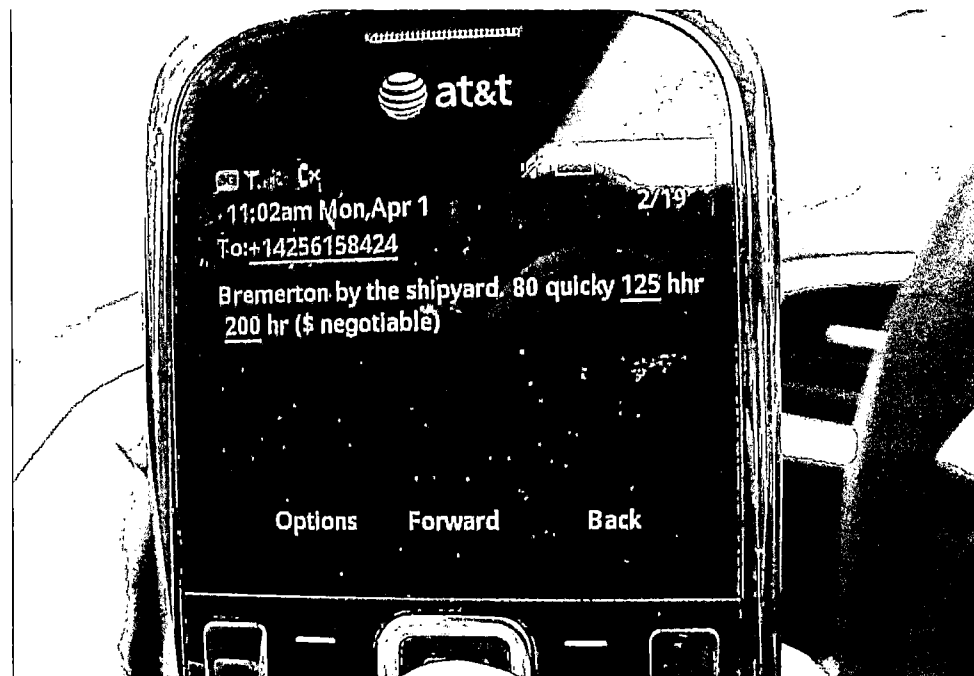 at&t
11:02am Mon,Apr 1
2/19
To:+14256158424
Bremerton by the shipyard. 80 quicky 125 hhr
200 hr ($ negotiable)
Options Forward Back